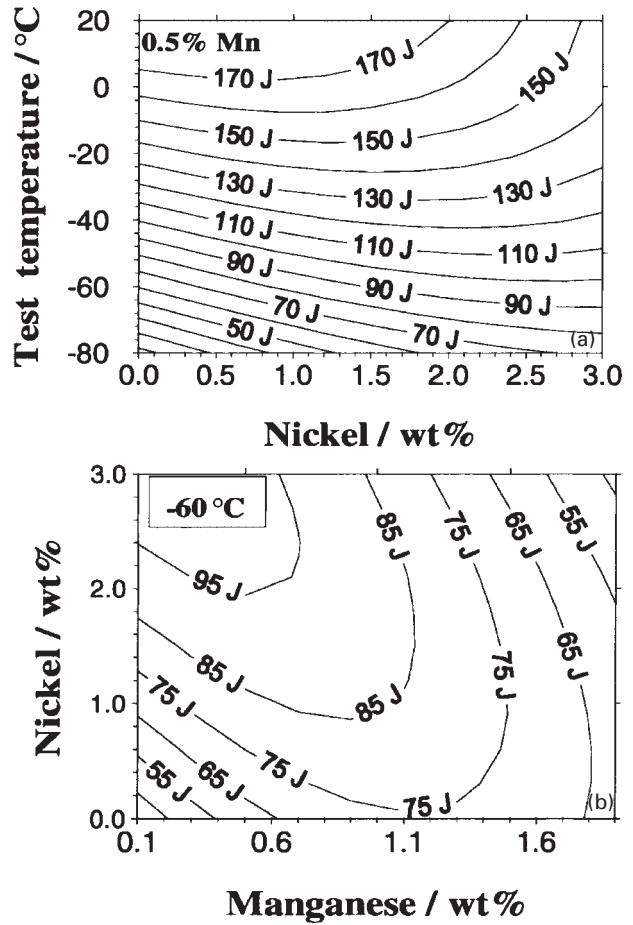 20
0
-20
-40
-60
-80
Test temperature / °C
0.5% Mn
170 J
170 J
150 J
150 J
150 J
130 J
130 J
130 J
110 J
110 J
110 J
90 J
90 J
90 J
70 J
70 J
50 J
(a)
0.0 0.5 1.0 1.5 2.0 2.5 3.0
Nickel / wt%
3.0
2.0
1.0
0.0
Nickel / wt%
-60 °C
95 J
85 J
75 J
65 J
55 J
85 J
85 J
75 J
65 J
75 J
75 J
65 J
55 J
75 J
(b)
0.1 0.6 1.1 1.6
Manganese / wt%